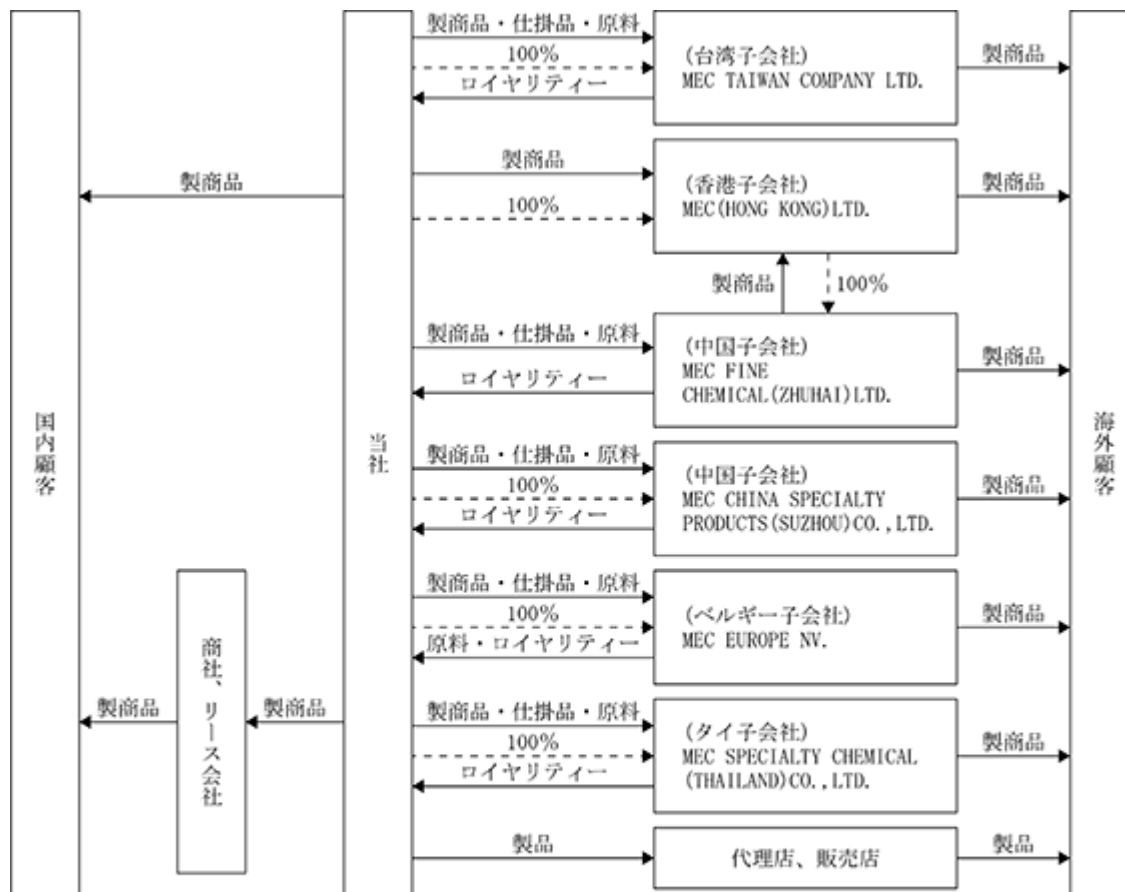 製商品・仕掛品・原料
100%
ロイヤリティー
(台湾子会社)
MEC TAIWAN COMPANY LTD.
製商品
製商品
製商品
100%
(香港子会社)
MEC(HONG KONG)LTD.
製商品
製商品
100%
製商品・仕掛品・原料
ロイヤリティー
(中国子会社)
MEC FINE
CHEMICAL(ZHUHAI)LTD.
製商品
国内顧客
当社
海外顧客
製商品・仕掛品・原料
100%
ロイヤリティー
(中国子会社)
MEC CHINA SPECIALTY
PRODUCTS(SUZHOU)CO.,LTD.
製商品
製商品・仕掛品・原料
100%
原料・ロイヤリティー
(ベルギー子会社)
MEC EUROPE NV.
製商品
商社、リース会社
製商品
製商品
製商品・仕掛品・原料
100%
ロイヤリティー
(タイ子会社)
MEC SPECIALTY CHEMICAL
(THAILAND)CO.,LTD.
製商品
製品
代理店、販売店
製品